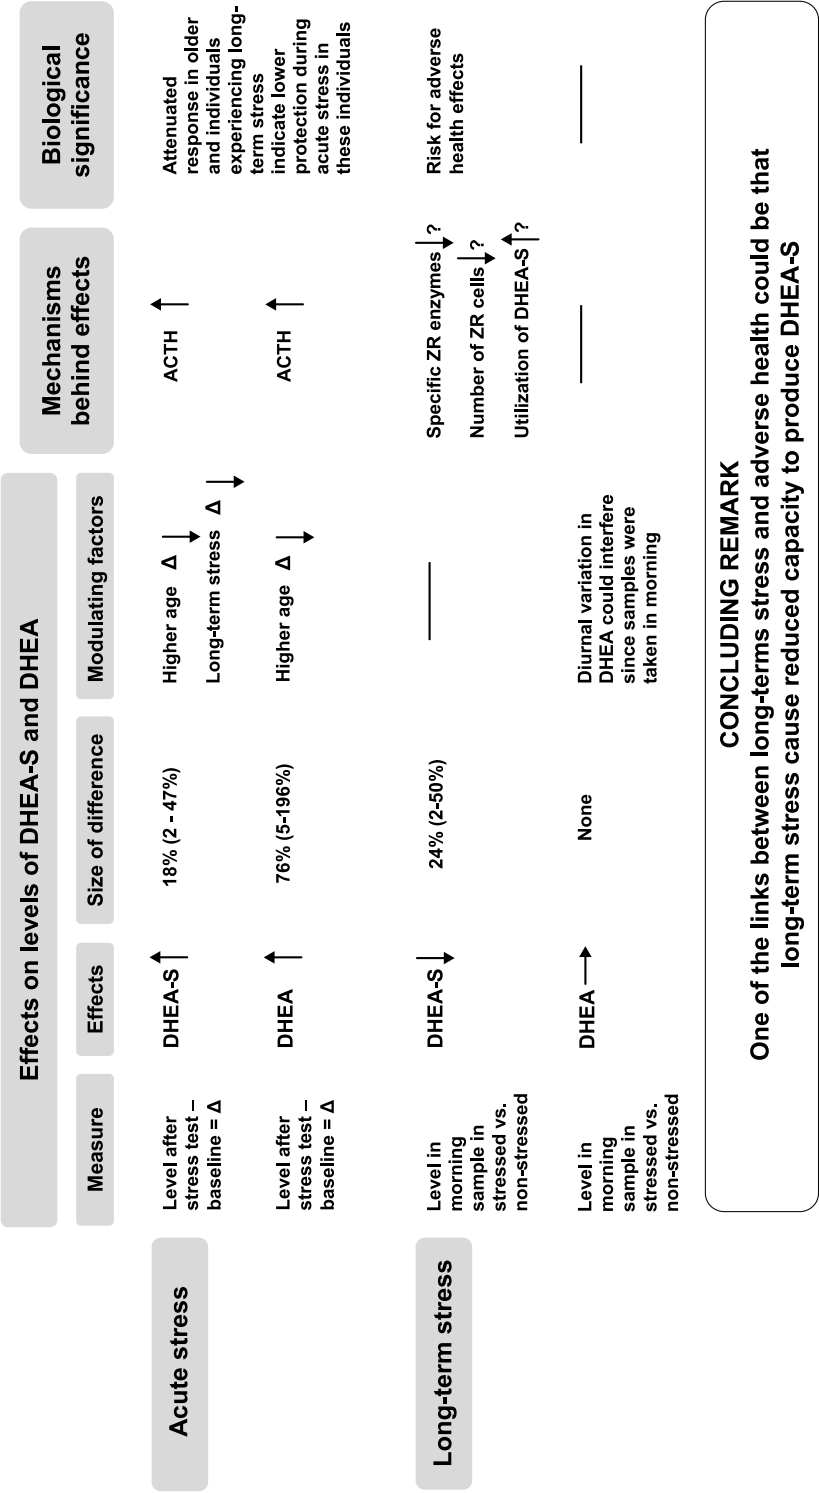 Effects on levels of DHEA-S and DHEA
Mechanisms
behind effects
Biological
significance
Measure
Effects
Size of difference
Modulating factors
Acute stress
Level after
stress test –
baseline = Δ
DHEA-S
18% (2 - 47%)
Higher age Δ
Long-term stress Δ
ACTH
Attenuated
response in older
and individuals
experiencing long-
term stress
indicate lower
protection during
acute stress in
these individuals
Level after
stress test –
baseline = Δ
DHEA
76% (5-196%)
Higher age Δ
ACTH
Long-term stress
Level in
morning
sample in
stressed vs.
non-stressed
DHEA-S
24% (2-50%)
Specific ZR enzymes ?
Number of ZR cells ?
Utilization of DHEA-S ?
Risk for adverse
health effects
Level in
morning
sample in
stressed vs.
non-stressed
DHEA
None
Diurnal variation in
DHEA could interfere
since samples were
taken in morning
CONCLUDING REMARK
One of the links between long-terms stress and adverse health could be that
long-term stress cause reduced capacity to produce DHEA-S